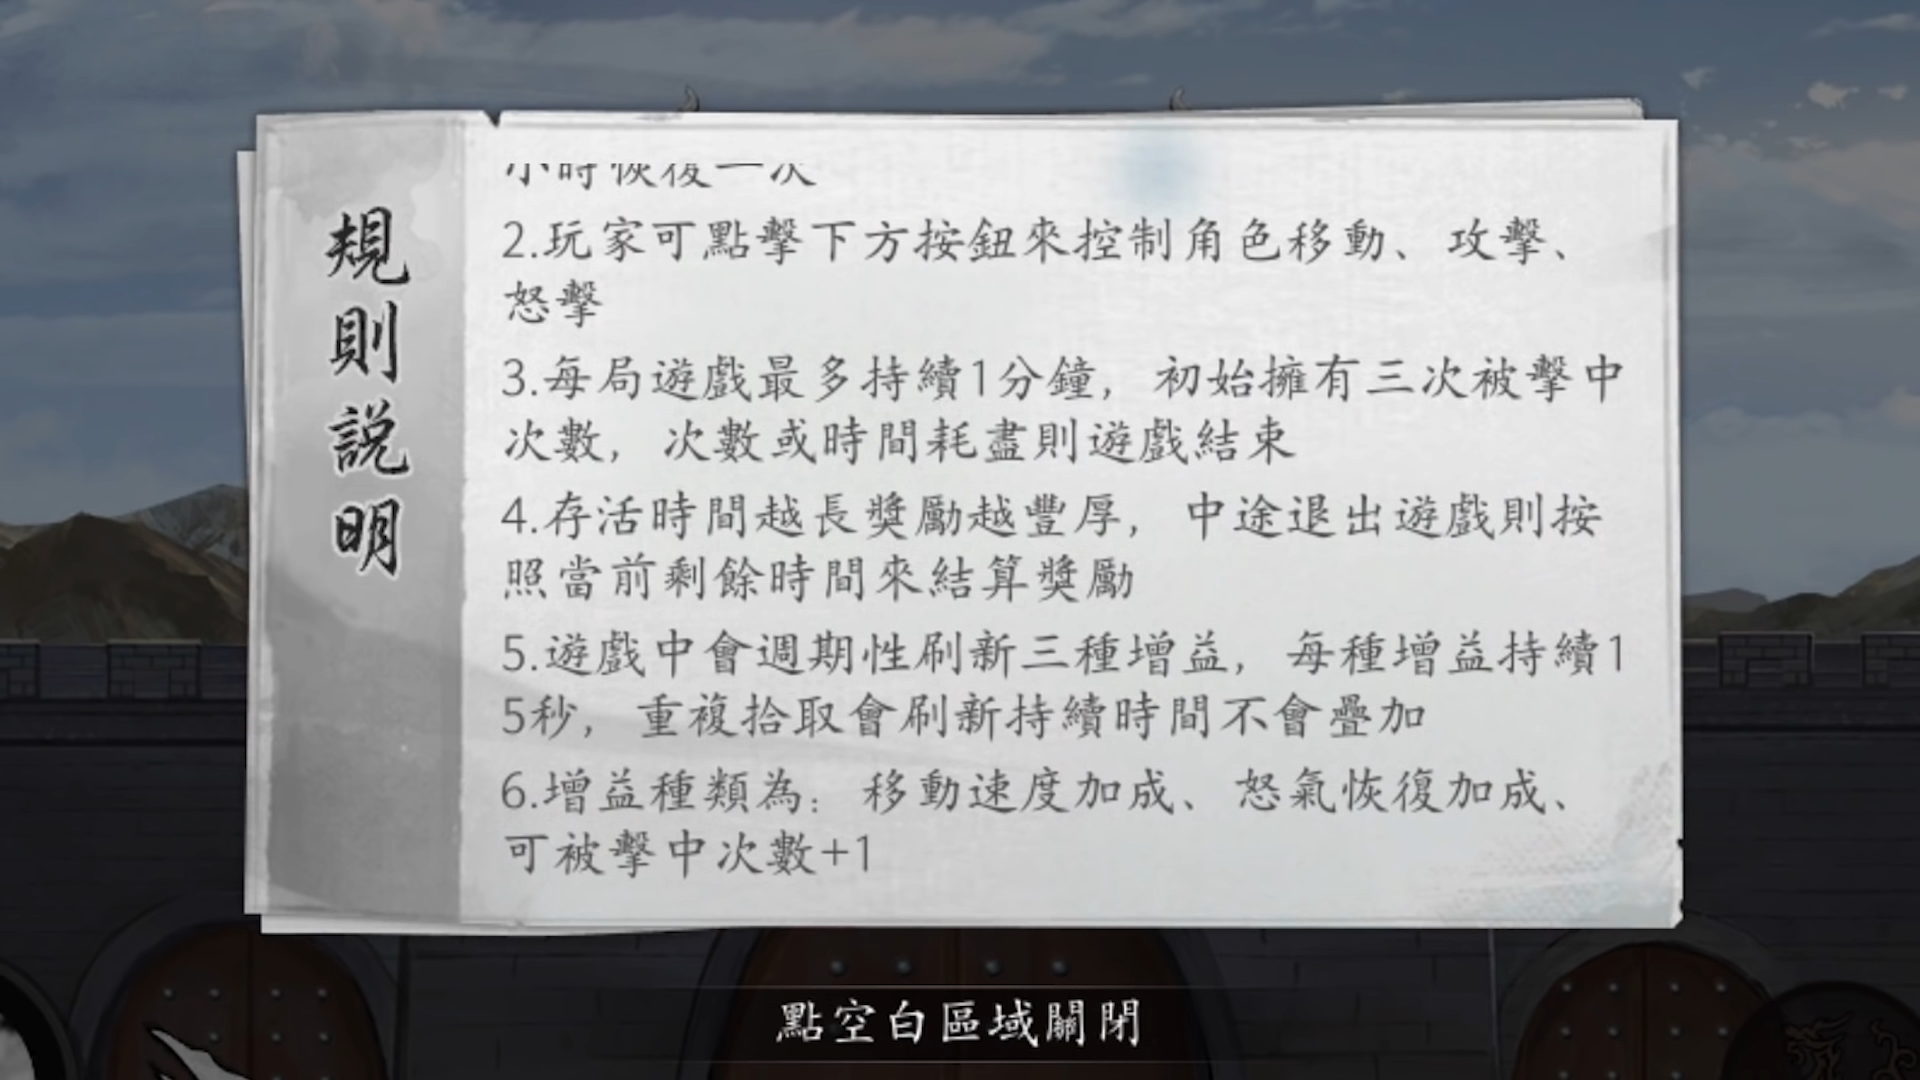 規則説明
小時恢復一次
2.玩家可點擊下方按鈕來控制角色移動、攻擊、
怒擊
3.每局遊戲最多持續1分鐘，初始擁有三次被擊中
次數，次數或時間耗盡則遊戲結束
4.存活時間越長獎勵越豐厚，中途退出遊戲則按
照當前剩餘時間來結算獎勵
5.遊戲中會週期性刷新三種增益，每種增益持續1
5秒，重複拾取會刷新持續時間不會疊加
6.增益種類為：移動速度加成、怒氣恢復加成、
可被擊中次數+1
點空白區域關閉